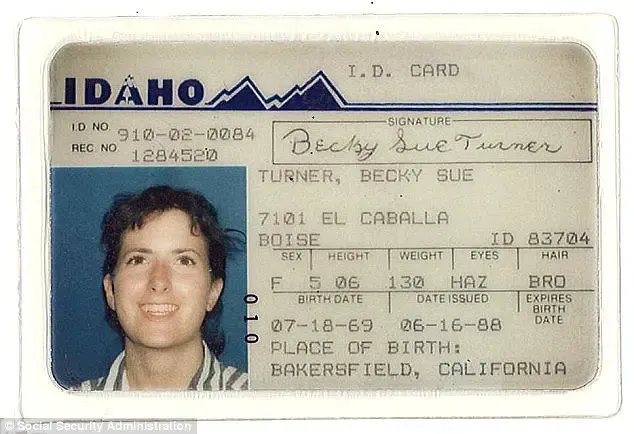 I.D. CARD
IDAHO
I.D NO. 910-02-0084
REC NO 1284520
SIGNATURE
Becky Sue Turner
TURNER, BECKY SUE
7101 EL CABALLA
BOISE ID 83704
SEX HEIGHT WEIGHT EYES HAIR
F 5 06 130 HAZ BRO
BIRTH DATE DATE ISSUED EXPIRES BIRTH DATE
07-18-69 06-16-88
010
PLACE OF BIRTH:
BAKERSFIELD, CALIFORNIA
© Social Security Administration